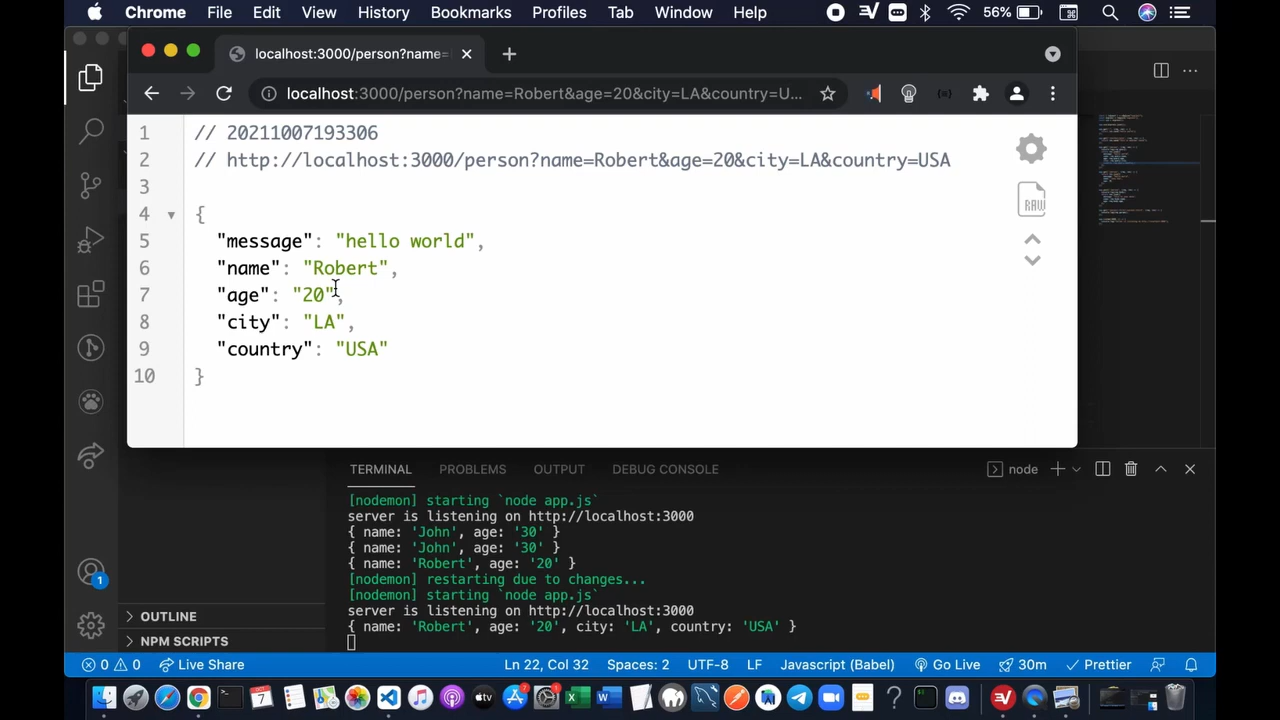 Chrome File Edit View History Bookmarks Profiles Tab Window Help 56%
localhost:3000/person?name=
localhost:3000/person?name=Robert&age=20&city=LA&country=U...
1 // 20211007193306
2 // http://localhost:3000/person?name=Robert&age=20&city=LA&country=USA
3
4 {
5 "message": "hello world",
6 "name": "Robert",
7 "age": "20",
8 "city": "LA",
9 "country": "USA"
10 }
RAW
TERMINAL PROBLEMS OUTPUT DEBUG CONSOLE node
[nodemon] starting `node app.js`
server is listening on http://localhost:3000
{ name: 'John', age: '30' }
{ name: 'John', age: '30' }
{ name: 'Robert', age: '20' }
[nodemon] restarting due to changes...
[nodemon] starting `node app.js`
server is listening on http://localhost:3000
{ name: 'Robert', age: '20', city: 'LA', country: 'USA' }
1
OUTLINE
NPM SCRIPTS
0 0 Live Share Ln 22, Col 32 Spaces: 2 UTF-8 LF Javascript (Babel) Go Live 30m Prettier